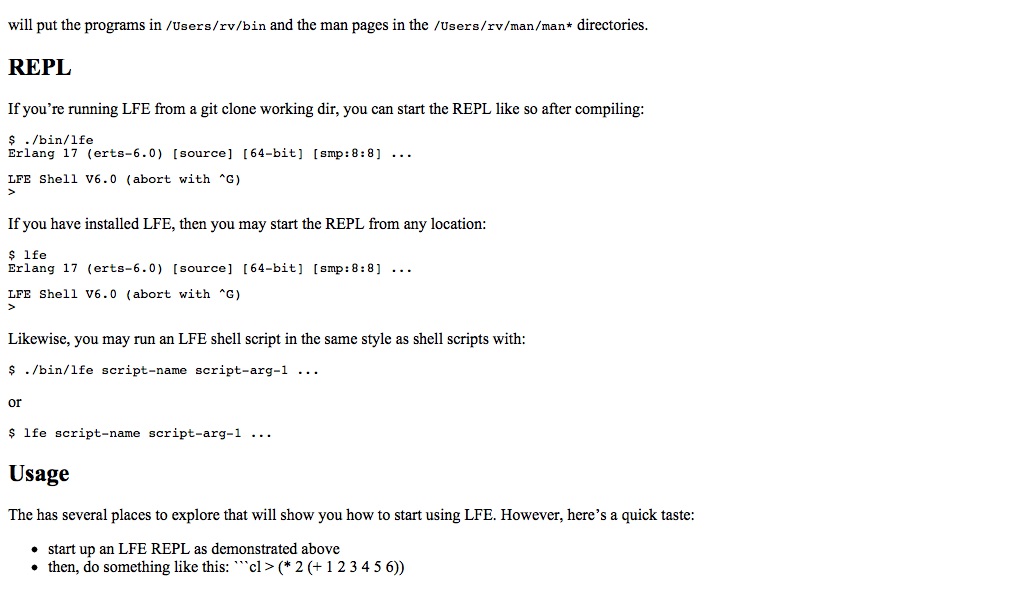 will put the programs in /Users/rv/bin and the man pages in the /Users/rv/man/man* directories.
REPL
If you’re running LFE from a git clone working dir, you can start the REPL like so after compiling:
$ ./bin/lfe
Erlang 17 (erts-6.0) [source] [64-bit] [smp:8:8] ...
LFE Shell V6.0 (abort with ^G)
>
If you have installed LFE, then you may start the REPL from any location:
$ lfe
Erlang 17 (erts-6.0) [source] [64-bit] [smp:8:8] ...
LFE Shell V6.0 (abort with ^G)
>
Likewise, you may run an LFE shell script in the same style as shell scripts with:
$ ./bin/lfe script-name script-arg-1 ...
or
$ lfe script-name script-arg-1 ...
Usage
The has several places to explore that will show you how to start using LFE. However, here’s a quick taste:
• start up an LFE REPL as demonstrated above
• then, do something like this: ```cl > (* 2 (+ 1 2 3 4 5 6))